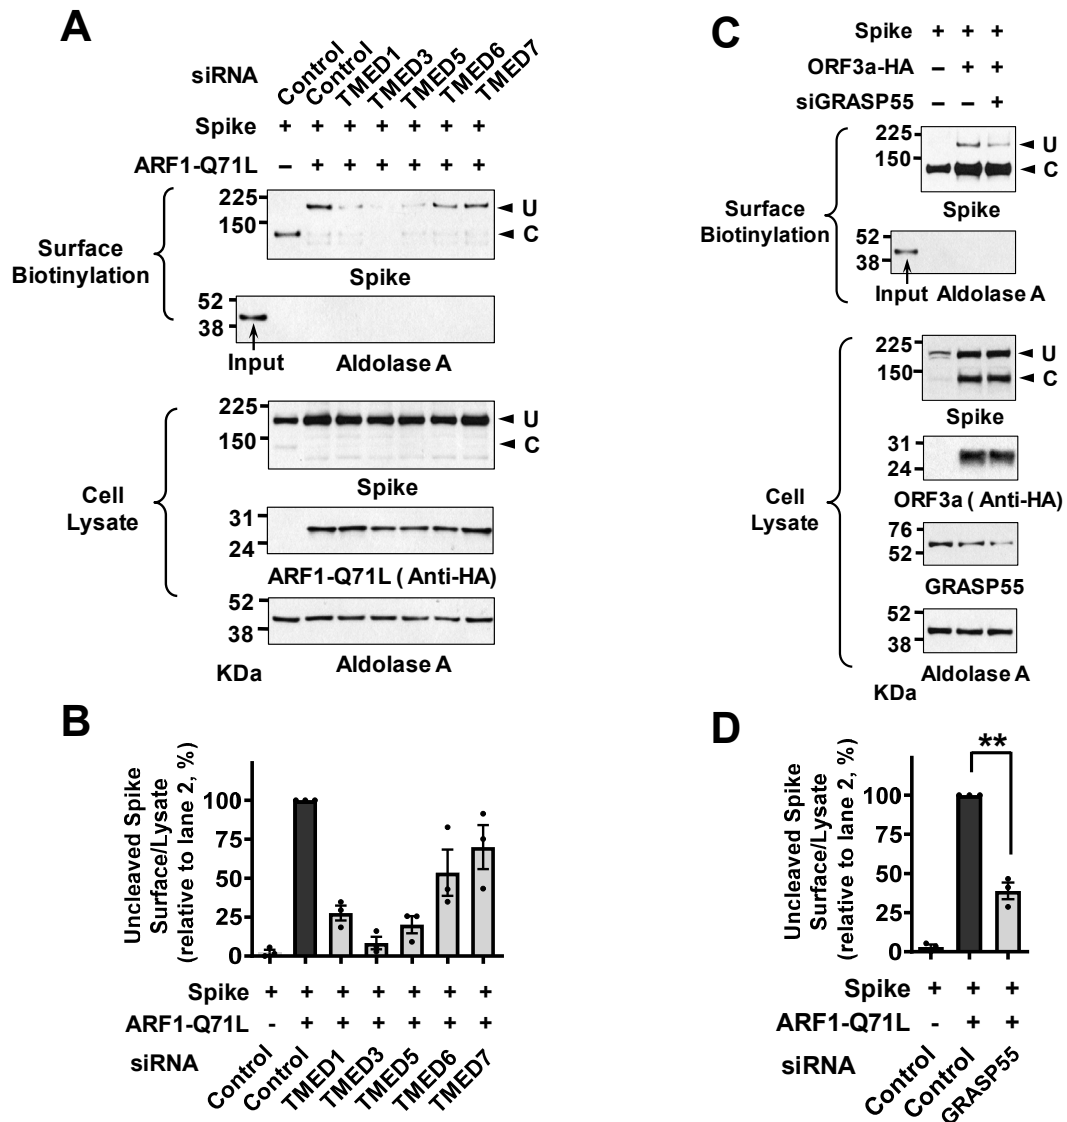 A
siRNA
Control
Control
TMED1
TMED3
TMED5
TMED6
TMED7
Spike + + + + + + +
ARF1-Q71L – + + + + + +
Surface
Biotinylation
225
150
U
C
Spike
52
38
Input
Aldolase A
Cell
Lysate
225
150
U
C
Spike
31
24
ARF1-Q71L ( Anti-HA)
52
38
KDa
Aldolase A
B
Uncleaved Spike
Surface/Lysate
(relative to lane 2, %)
100
75
50
25
0
Spike + + + + + + +
ARF1-Q71L - + + + + + +
siRNA
Control
Control
TMED1
TMED3
TMED5
TMED6
TMED7
C
Spike + + +
ORF3a-HA – + +
siGRASP55 – – +
Surface
Biotinylation
225
150
U
C
Spike
52
38
Input Aldolase A
Cell
Lysate
225
150
U
C
Spike
31
24
ORF3a ( Anti-HA)
76
52
GRASP55
52
38
Aldolase A
KDa
D
Uncleaved Spike
Surface/Lysate
(relative to lane 2, %)
100
75
50
25
0
**
Spike + + +
ARF1-Q71L - + +
siRNA
Control
Control
GRASP55